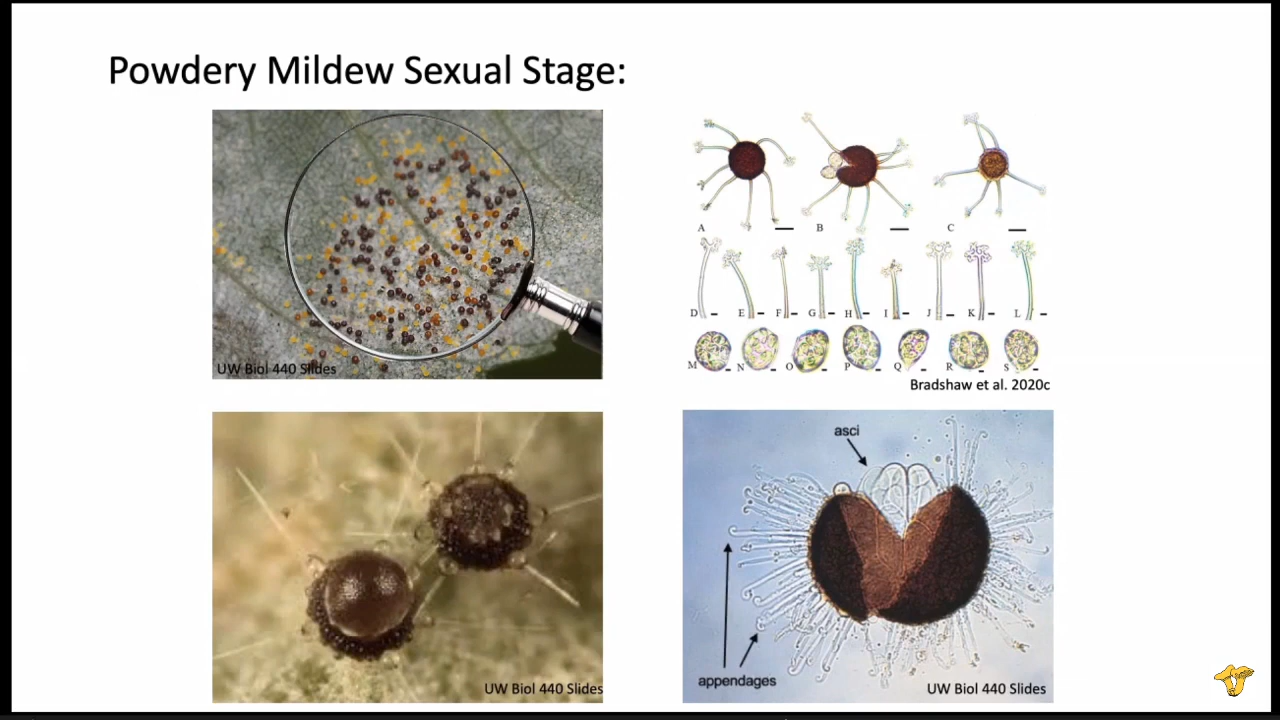 Powdery Mildew Sexual Stage:
UW Biol 440 Slides
A B C
D E F G H I J K L
M N O P Q R S
Bradshaw et al. 2020c
UW Biol 440 Slides
asci
appendages
UW Biol 440 Slides